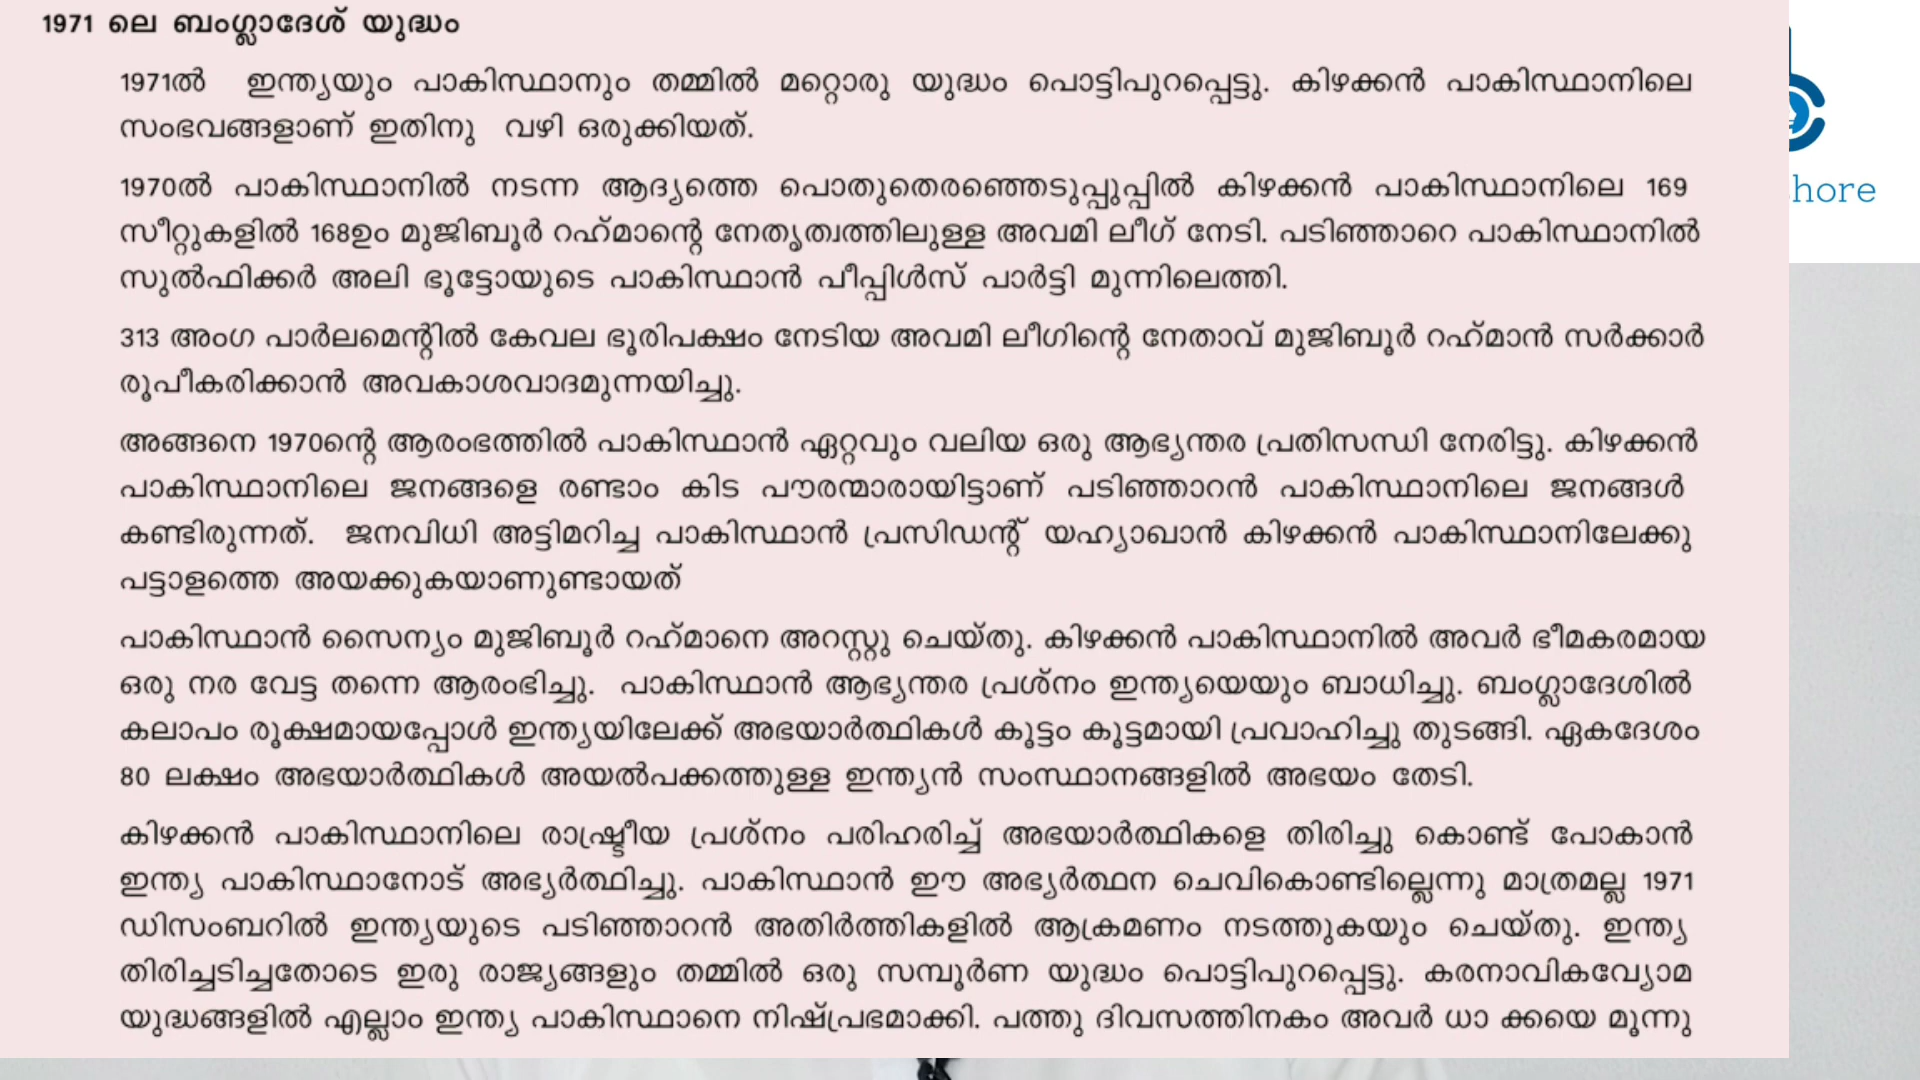 1971 ലെ ബംഗ്ലാദേശ് യുദ്ധം
1971ൽ ഇന്ത്യയും പാകിസ്ഥാനും തമ്മിൽ മറ്റൊരു യുദ്ധം പൊട്ടിപുറപ്പെട്ടു. കിഴക്കൻ പാകിസ്ഥാനിലെ
സംഭവങ്ങളാണ് ഇതിനു വഴി ഒരുക്കിയത്.
1970ൽ പാകിസ്ഥാനിൽ നടന്ന ആദ്യത്തെ പൊതുതെരഞ്ഞെടുപ്പുപ്പിൽ കിഴക്കൻ പാകിസ്ഥാനിലെ 169
സീറ്റുകളിൽ 168ഉം മുജിബൂർ റഹ്മാന്റെ നേതൃത്വത്തിലുള്ള അവമി ലീഗ് നേടി. പടിഞ്ഞാറെ പാകിസ്ഥാനിൽ
സുൽഫിക്കർ അലി ഭൂട്ടോയുടെ പാകിസ്ഥാൻ പീപ്പിൾസ് പാർട്ടി മുന്നിലെത്തി.
313 അംഗ പാർലമെന്റിൽ കേവല ഭൂരിപക്ഷം നേടിയ അവമി ലീഗിന്റെ നേതാവ് മുജിബൂർ റഹ്മാൻ സർക്കാർ
രൂപീകരിക്കാൻ അവകാശവാദമുന്നയിച്ചു.
അങ്ങനെ 1970ന്റെ ആരംഭത്തിൽ പാകിസ്ഥാൻ ഏറ്റവും വലിയ ഒരു ആഭ്യന്തര പ്രതിസന്ധി നേരിട്ടു. കിഴക്കൻ
പാകിസ്ഥാനിലെ ജനങ്ങളെ രണ്ടാം കിട പൗരന്മാരായിട്ടാണ് പടിഞ്ഞാറൻ പാകിസ്ഥാനിലെ ജനങ്ങൾ
കണ്ടിരുന്നത്. ജനവിധി അട്ടിമറിച്ച പാകിസ്ഥാൻ പ്രസിഡന്റ് യഹ്യാഖാൻ കിഴക്കൻ പാകിസ്ഥാനിലേക്കു
പട്ടാളത്തെ അയക്കുകയാണുണ്ടായത്
പാകിസ്ഥാൻ സൈന്യം മുജിബൂർ റഹ്മാനെ അറസ്റ്റു ചെയ്തു. കിഴക്കൻ പാകിസ്ഥാനിൽ അവർ ഭീമകരമായ
ഒരു നര വേട്ട തന്നെ ആരംഭിച്ചു. പാകിസ്ഥാൻ ആഭ്യന്തര പ്രശ്നം ഇന്ത്യയെയും ബാധിച്ചു. ബംഗ്ലാദേശിൽ
കലാപം രൂക്ഷമായപ്പോൾ ഇന്ത്യയിലേക്ക് അഭയാർത്ഥികൾ കൂട്ടം കൂട്ടമായി പ്രവാഹിച്ചു തുടങ്ങി. ഏകദേശം
80 ലക്ഷം അഭയാർത്ഥികൾ അയൽപക്കത്തുള്ള ഇന്ത്യൻ സംസ്ഥാനങ്ങളിൽ അഭയം തേടി.
കിഴക്കൻ പാകിസ്ഥാനിലെ രാഷ്ട്രീയ പ്രശ്നം പരിഹരിച്ച് അഭയാർത്ഥികളെ തിരിച്ചു കൊണ്ട് പോകാൻ
ഇന്ത്യ പാകിസ്ഥാനോട് അഭ്യർത്ഥിച്ചു. പാകിസ്ഥാൻ ഈ അഭ്യർത്ഥന ചെവികൊണ്ടില്ലെന്നു മാത്രമല്ല 1971
ഡിസംബറിൽ ഇന്ത്യയുടെ പടിഞ്ഞാറൻ അതിർത്തികളിൽ ആക്രമണം നടത്തുകയും ചെയ്തു. ഇന്ത്യ
തിരിച്ചടിച്ചതോടെ ഇരു രാജ്യങ്ങളും തമ്മിൽ ഒരു സമ്പൂർണ യുദ്ധം പൊട്ടിപുറപ്പെട്ടു. കരനാവികവ്യോമ
യുദ്ധങ്ങളിൽ എല്ലാം ഇന്ത്യ പാകിസ്ഥാനെ നിഷ്പ്രഭമാക്കി. പത്തു ദിവസത്തിനകം അവർ ധാ ക്കയെ മൂന്നു
hore